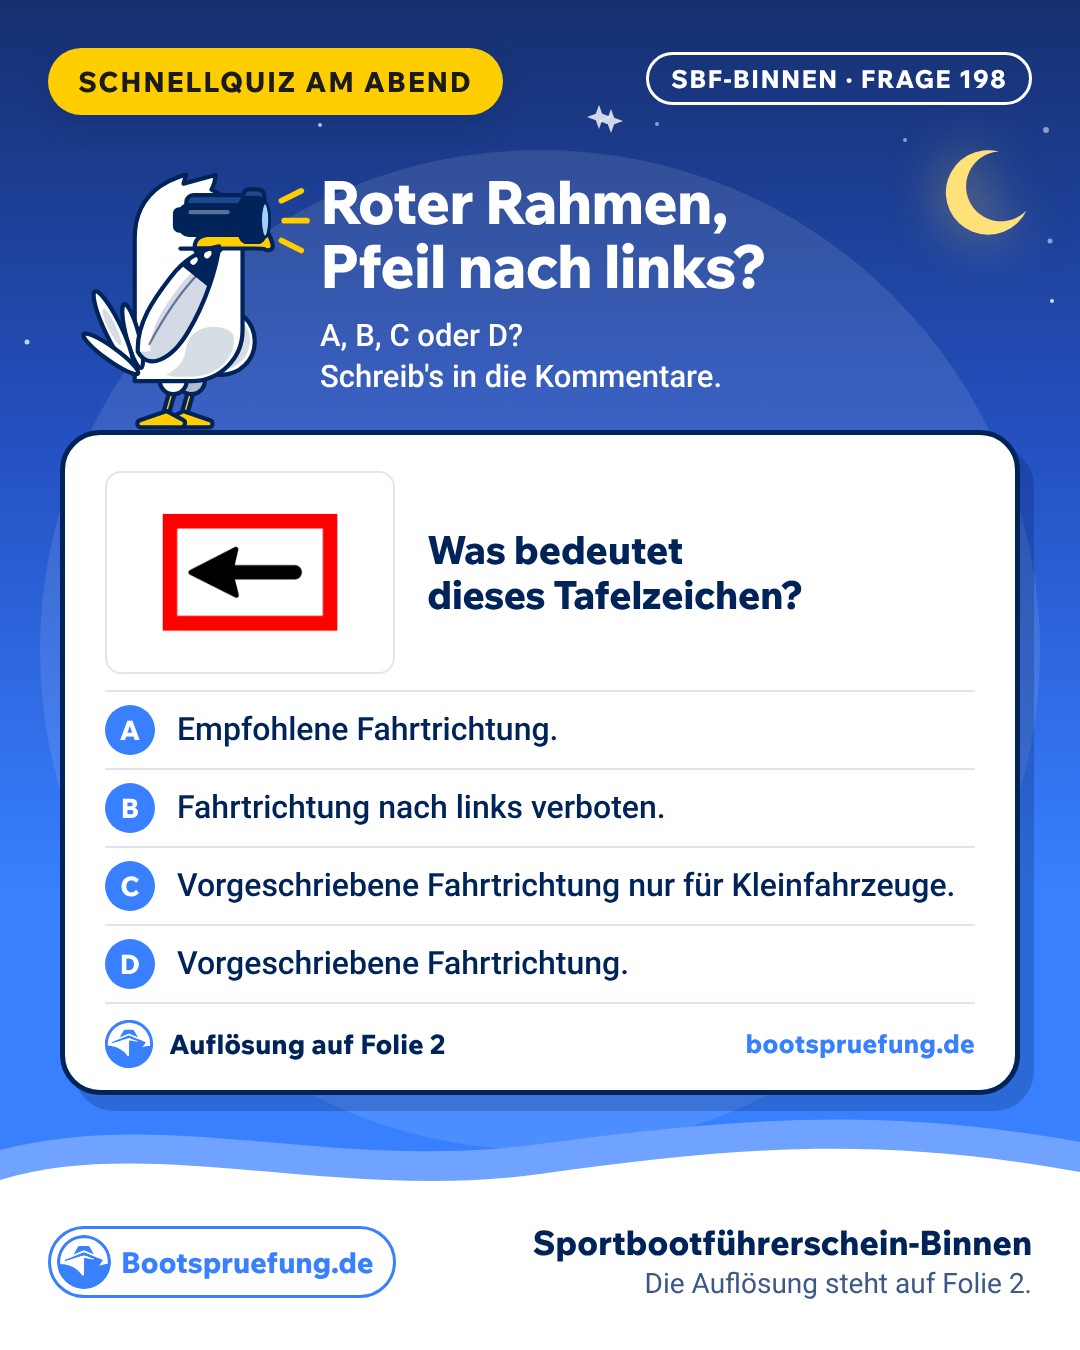 SCHNELLQUIZ AM ABEND
SBF-BINNEN · FRAGE 198
Roter Rahmen,
Pfeil nach links?
A, B, C oder D?
Schreib's in die Kommentare.
Was bedeutet
dieses Tafelzeichen?
A Empfohlene Fahrtrichtung.
B Fahrtrichtung nach links verboten.
C Vorgeschriebene Fahrtrichtung nur für Kleinfahrzeuge.
D Vorgeschriebene Fahrtrichtung.
Auflösung auf Folie 2
bootspruefung.de
Bootspruefung.de
Sportbootführerschein-Binnen
Die Auflösung steht auf Folie 2.